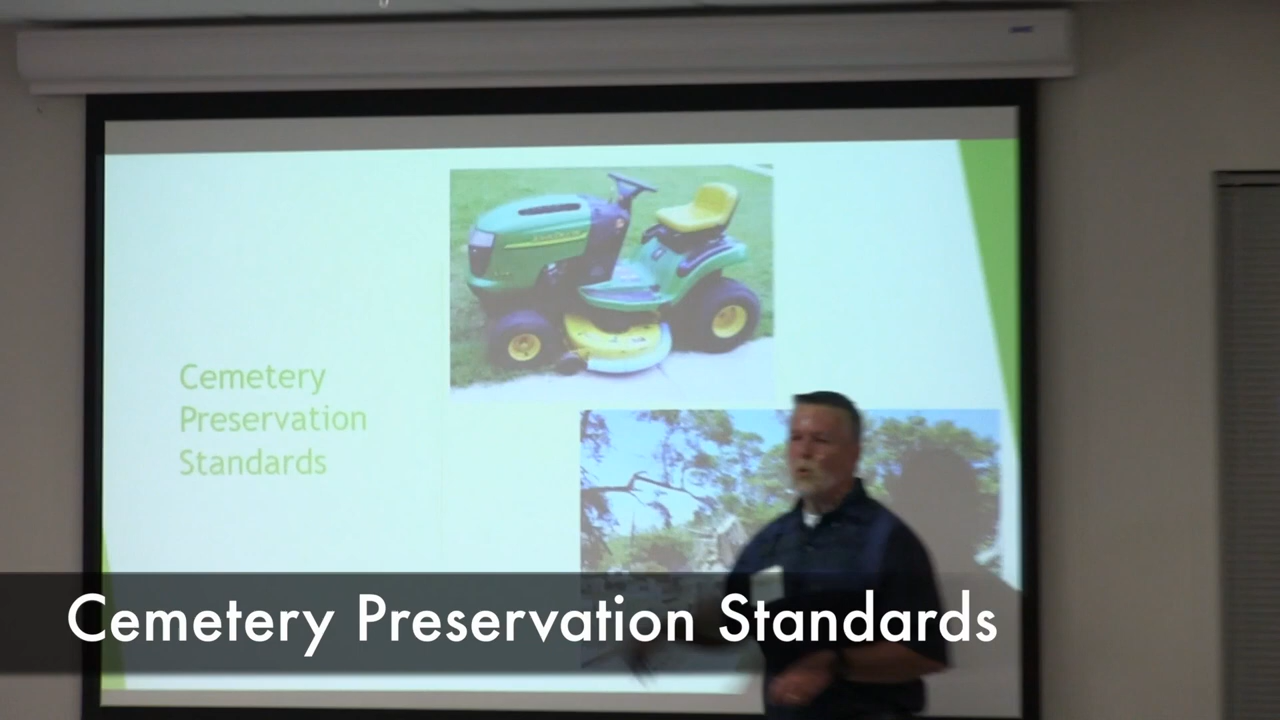 Cemetery
Preservation
Standards
Cemetery Preservation Standards